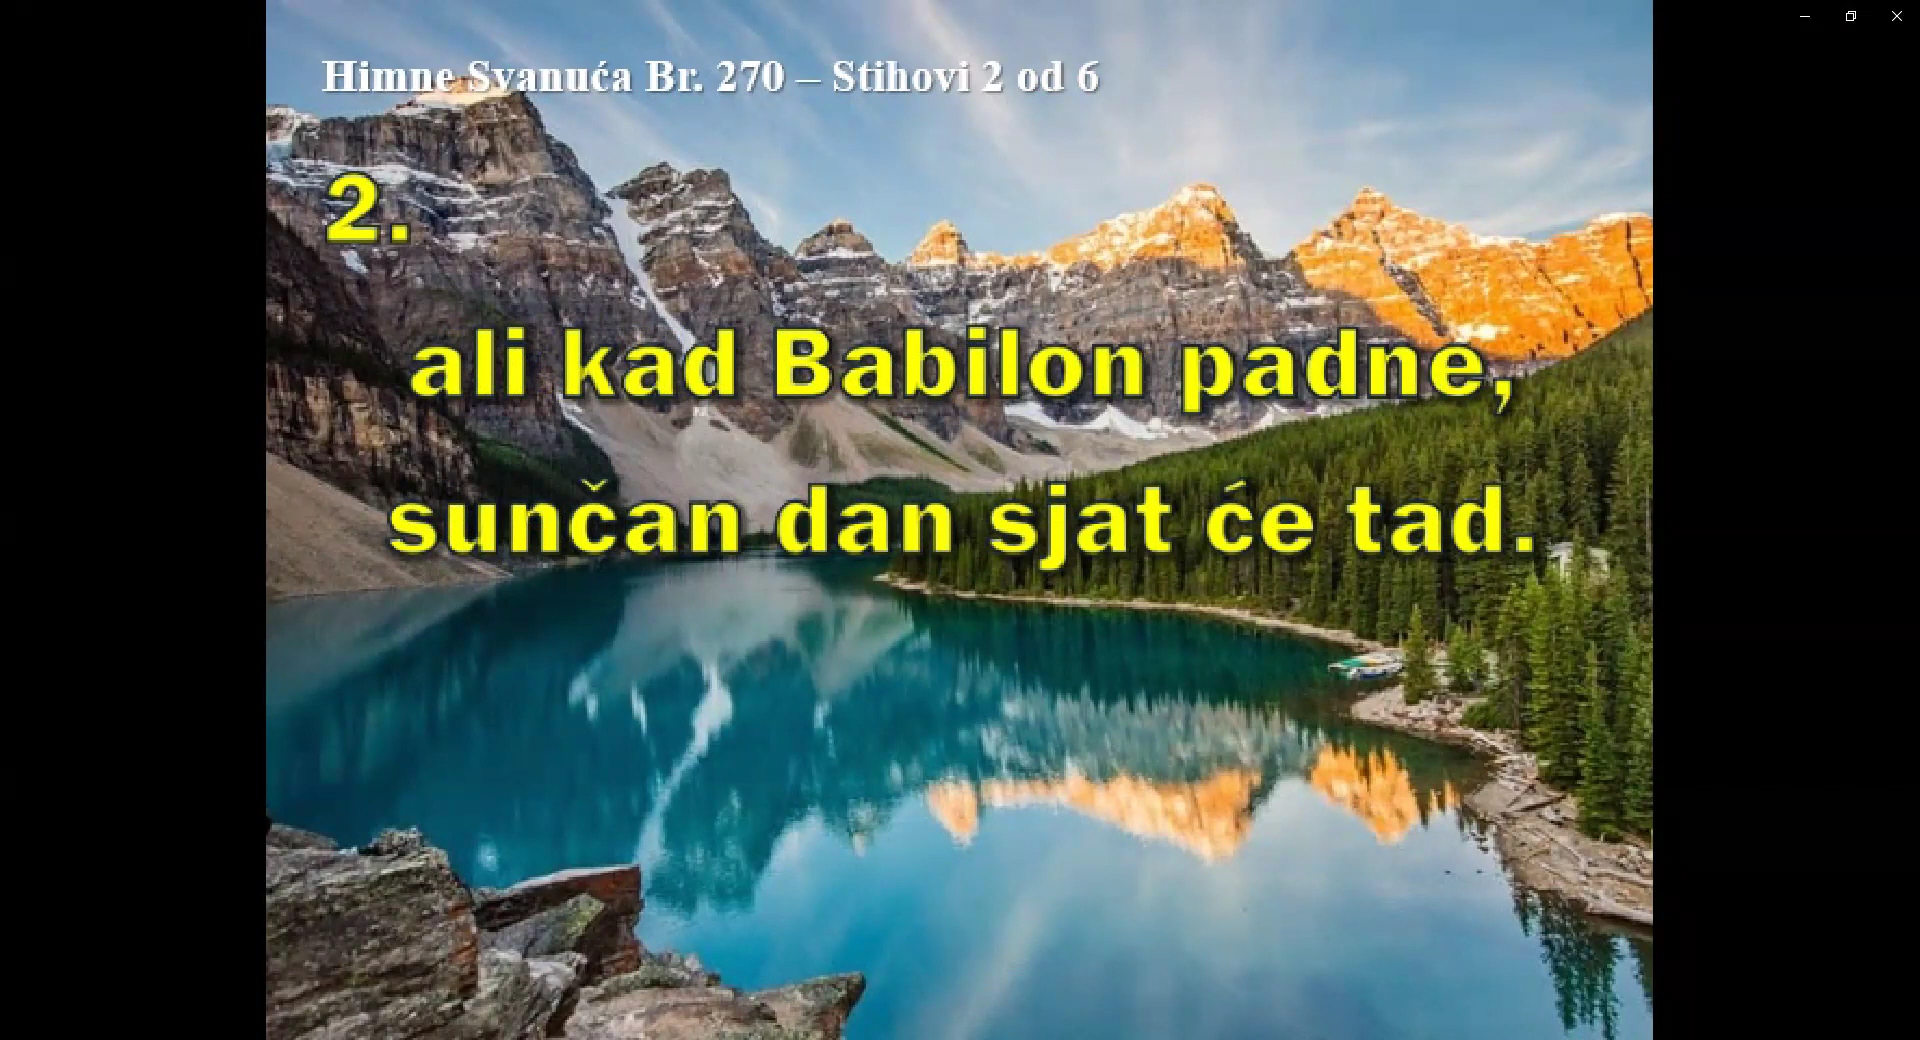 Himne Svanuća Br. 270 – Stihovi 2 od 6
2.
ali kad Babilon padne,
sunčan dan sjat će tad.